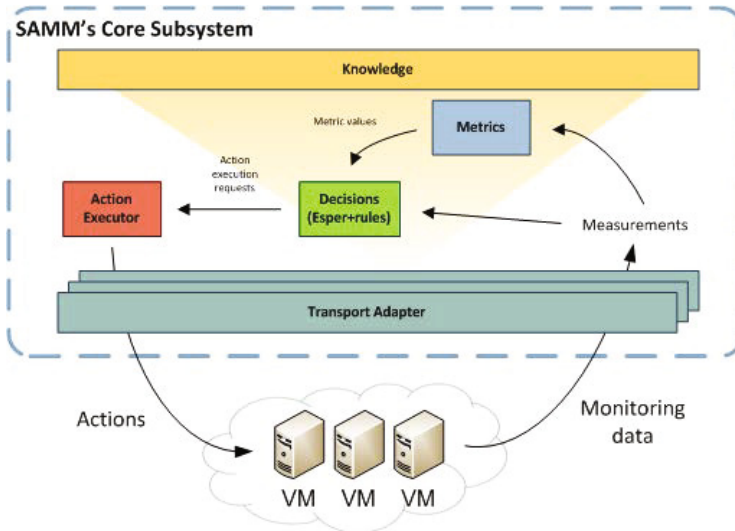 SAMM's Core Subsystem
Knowledge
Metric values
Metrics
Action
execution
requests
Action
Executor
Decisions
(Esper+rules)
Measurements
Transport Adapter
Actions
Monitoring
data
VM VM VM